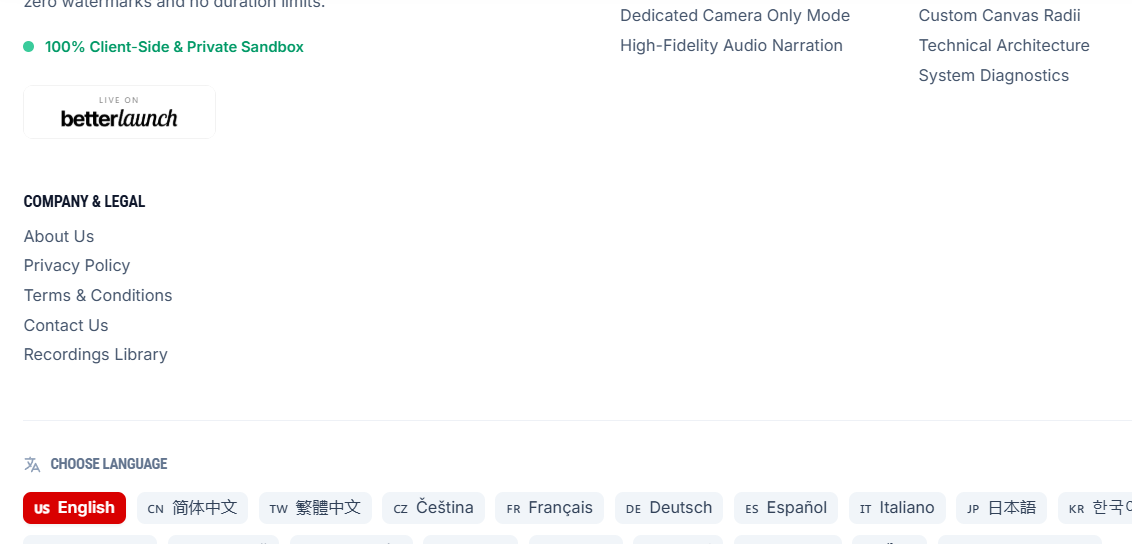 zero watermarks and no duration limits.
100% Client-Side & Private Sandbox
LIVE ON
betterlaunch
Dedicated Camera Only Mode
High-Fidelity Audio Narration
Custom Canvas Radii
Technical Architecture
System Diagnostics
COMPANY & LEGAL
About Us
Privacy Policy
Terms & Conditions
Contact Us
Recordings Library
CHOOSE LANGUAGE
US English CN 简体中文 TW 繁體中文 CZ Čeština FR Français DE Deutsch ES Español IT Italiano JP 日本語 KR